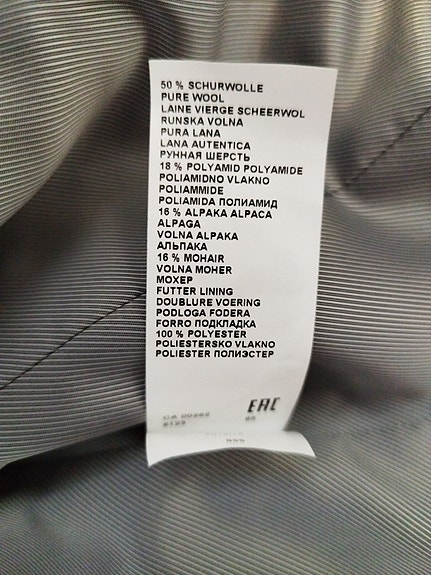 50 % SCHURWOLLE
PURE WOOL
LAINE VIERGE SCHEERWOL
RUNSKA VOLNA
PURA LANA
LANA AUTENTICA
РУННАЯ ШЕРСТЬ
18 % POLYAMID POLYAMIDE
POLIAMIDNO VLAKNO
POLIAMMIDE
POLIAMIDA ПОЛИАМИД
16 % ALPAKA ALPACA
ALPAGA
VOLNA ALPAKA
АЛЬПАКА
16 % MOHAIR
VOLNA MOHER
МОХЕР
FUTTER LINING
DOUBLURE VOERING
PODLOGA FODERA
FORRO ПОДКЛАДКА
100 % POLYESTER
POLIESTERSKO VLAKNO
POLIESTER ПОЛИЭСТЕР
EAC
CA 00262